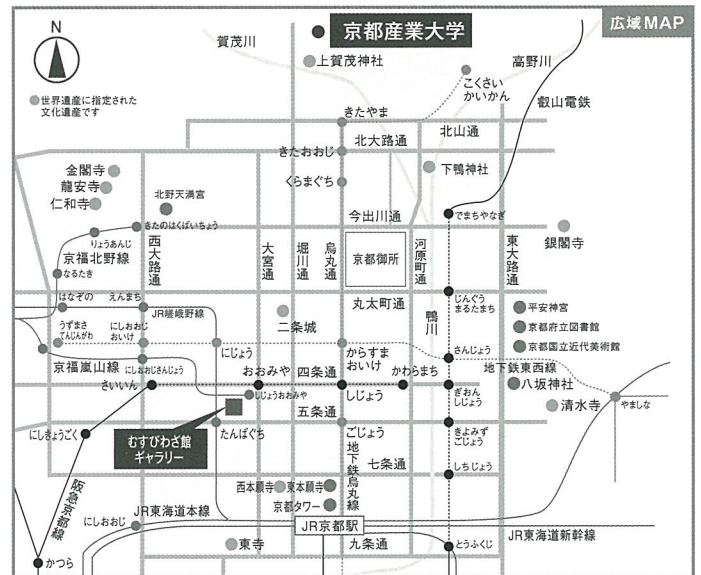 広域MAP
N
世界遺産に指定された
文化遺産です
賀茂川
京都産業大学
上賀茂神社
高野川
こくさい
かいかん
叡山電鉄
きたやま
北山通
北大路通
きたおおじ
くらまぐち
下鴨神社
金閣寺
龍安寺
仁和寺
北野天満宮
今出川通
でまちやなぎ
きたのはくばいちょう
りょうあんじ
京福北野線
なるたき
西大路通
大宮通
堀川通
烏丸通
京都御所
河原町通
東大路通
銀閣寺
はなぞの
えんまち
JR嵯峨野線
丸太町通
鴨川
じんぐう
まるたまち
平安神宮
京都府立図書館
京都国立近代美術館
うずまさ
てんじんがわ
にしおおじ
おいけ
二条城
にじょう
からすま
おいけ
さんじょう
地下鉄東西線
京福嵐山線
にしおおじさんじょう
さいいん
おおみや
四条通
かわらまち
しじょうおおみや
しじょう
ぎおん
しじょう
八坂神社
清水寺
やましな
五条通
むすびわざ館
ギャラリー
にしきょうごく
たんばぐち
ごじょう
きよみず
ごじょう
地下鉄烏丸線
七条通
しちじょう
阪急京都線
西本願寺
東本願寺
京都タワー
JR東海道本線
にしおおじ
JR京都駅
JR東海道新幹線
東寺
九条通
とうふくじ
かつら